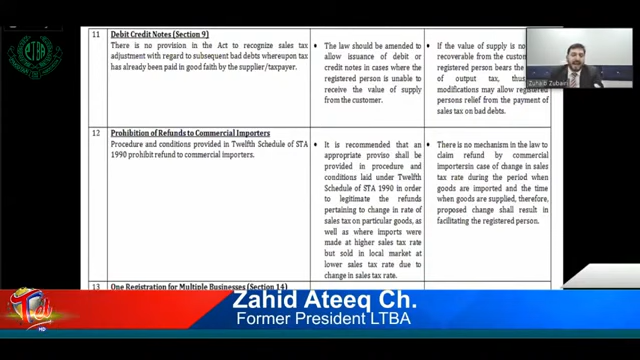 PTBA
11
Debit Credit Notes (Section 9)
There is no provision in the Act to recognize sales tax
adjustment with regard to subsequent bad debts whereupon tax
has already been paid in good faith by the supplier/taxpayer.
The law should be amended to
allow issuance of debit or
credit notes in cases where the
registered person is unable to
receive the value of supply
from the customer.
If the value of supply is no
recoverable from the custom
registered person bears the
of output tax, thus,
modifications may allow registered
persons relief from the payment of
sales tax on bad debts.
Zuhaib Zubair
12
Prohibition of Refunds to Commercial Importers
Procedure and conditions provided in Twelfth Schedule of STA
1990 prohibit refund to commercial importers.
It is recommended that an
appropriate proviso shall be
provided in procedure and
conditions laid under Twelfth
Schedule of STA 1990 in order to
legitimate the refunds
pertaining to change in rate of
sales tax on particular goods, as
well as where imports were
made at higher sales tax rate
but sold in local market at
lower sales tax rate due to
change in sales tax rate.
There is no mechanism in the law to
claim refund by commercial
importersin case of change in sales
tax rate during the period when
goods are imported and the time
when goods are supplied, therefore,
proposed change shall result in
facilitating the registered person.
13
One Registration for Multiple Businesses (Section 14)
Tel
HD
Zahid Ateeq Ch.
Former President LTBA